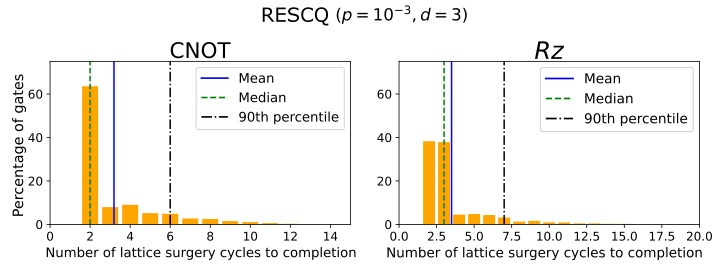 RESCQ (p = 10⁻³, d = 3)
CNOT
Percentage of gates
60
40
20
0
Mean
Median
90th percentile
0 2 4 6 8 10 12 14
Number of lattice surgery cycles to completion
Rz
60
40
20
0
Mean
Median
90th percentile
0.0 2.5 5.0 7.5 10.0 12.5 15.0 17.5 20.0
Number of lattice surgery cycles to completion